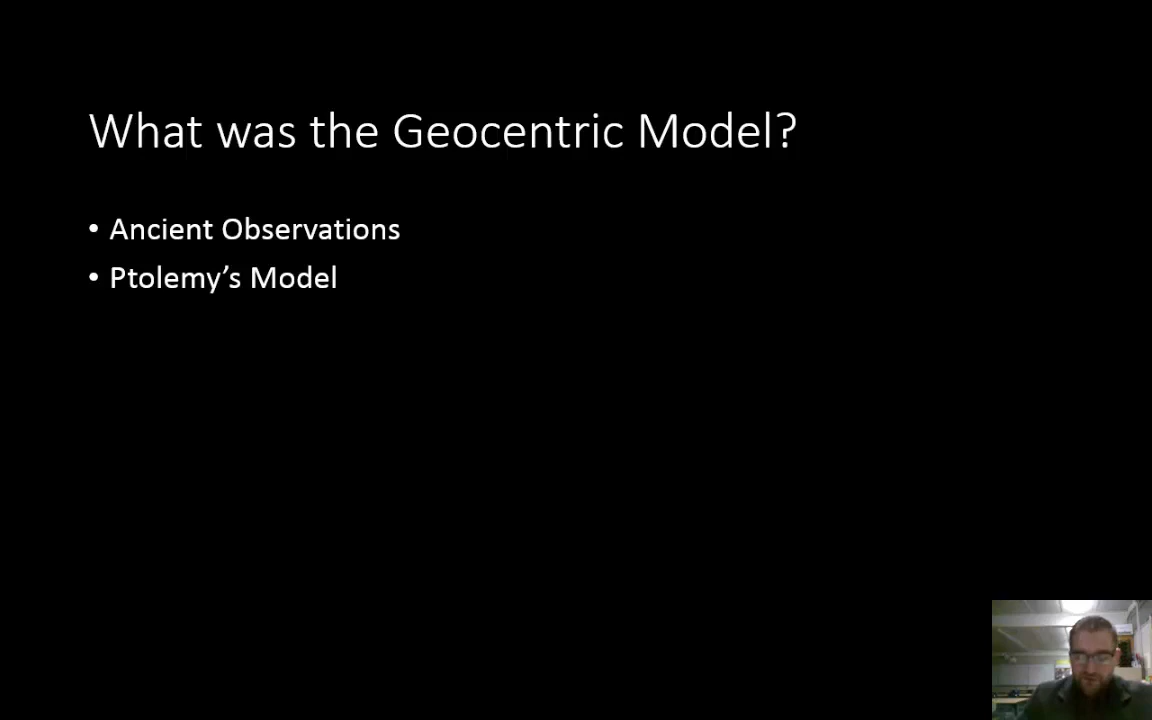 What was the Geocentric Model?
• Ancient Observations
• Ptolemy’s Model